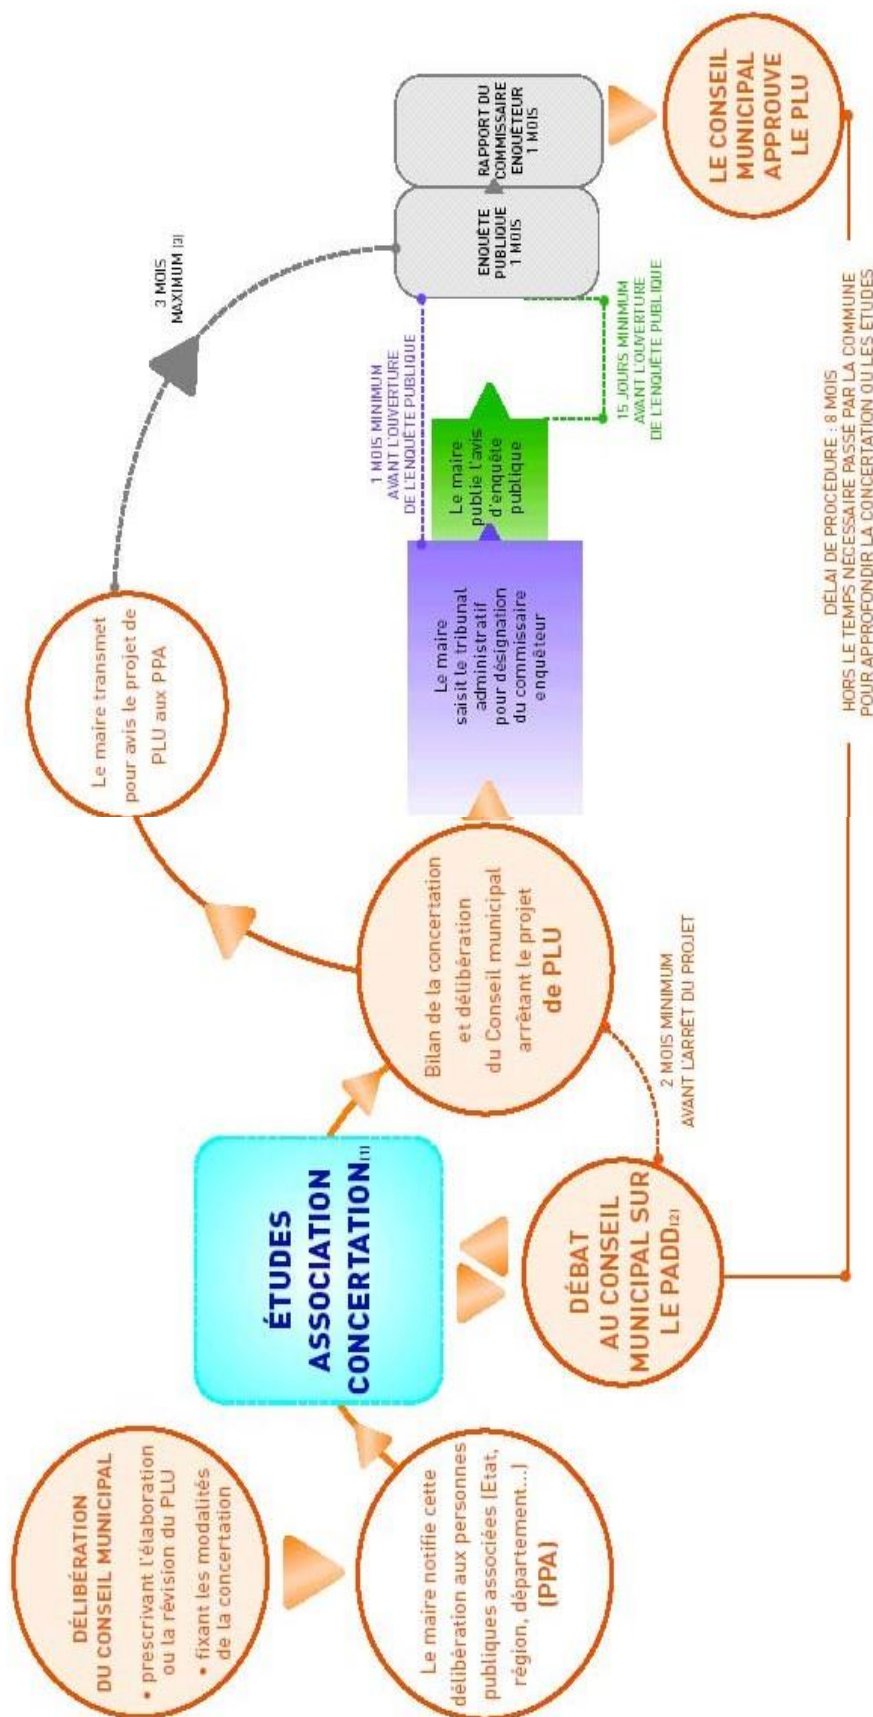 DÉLIBÉRATION
DU CONSEIL MUNICIPAL
• prescrivant l'élaboration
ou la révision du PLU
• fixant les modalités
de la concertation
Le maire notifie cette
délibération aux personnes
publiques associées (Etat,
région, département...)
(PPA)
ÉTUDES
ASSOCIATION
CONCERTATION(1)
DÉBAT
AU CONSEIL
MUNICIPAL SUR
LE PADD(2)
2 MOIS MINIMUM
AVANT L'ARRÊT DU PROJET
Bilan de la concertation
et délibération
du Conseil municipal
arrêtant le projet
de PLU
Le maire transmet
pour avis le projet de
PLU aux PPA
3 MOIS
MAXIMUM (3)
Le maire
saisit le tribunal
administratif
pour désignation
du commissaire
enquêteur
1 MOIS MINIMUM
AVANT L'OUVERTURE
DE L'ENQUÊTE PUBLIQUE
Le maire
publie l'avis
d'enquête
publique
15 JOURS MINIMUM
AVANT L'OUVERTURE
DE L'ENQUÊTE PUBLIQUE
ENQUÊTE
PUBLIQUE
1 MOIS
RAPPORT DU
COMMISSAIRE
ENQUÊTEUR
1 MOIS
LE CONSEIL
MUNICIPAL
APPROUVE
LE PLU
DÉLAI DE PROCÉDURE : 8 MOIS
HORS LE TEMPS NÉCESSAIRE PASSÉ PAR LA COMMUNE
POUR APPROFONDIR LA CONCERTATION OU LES ÉTUDES